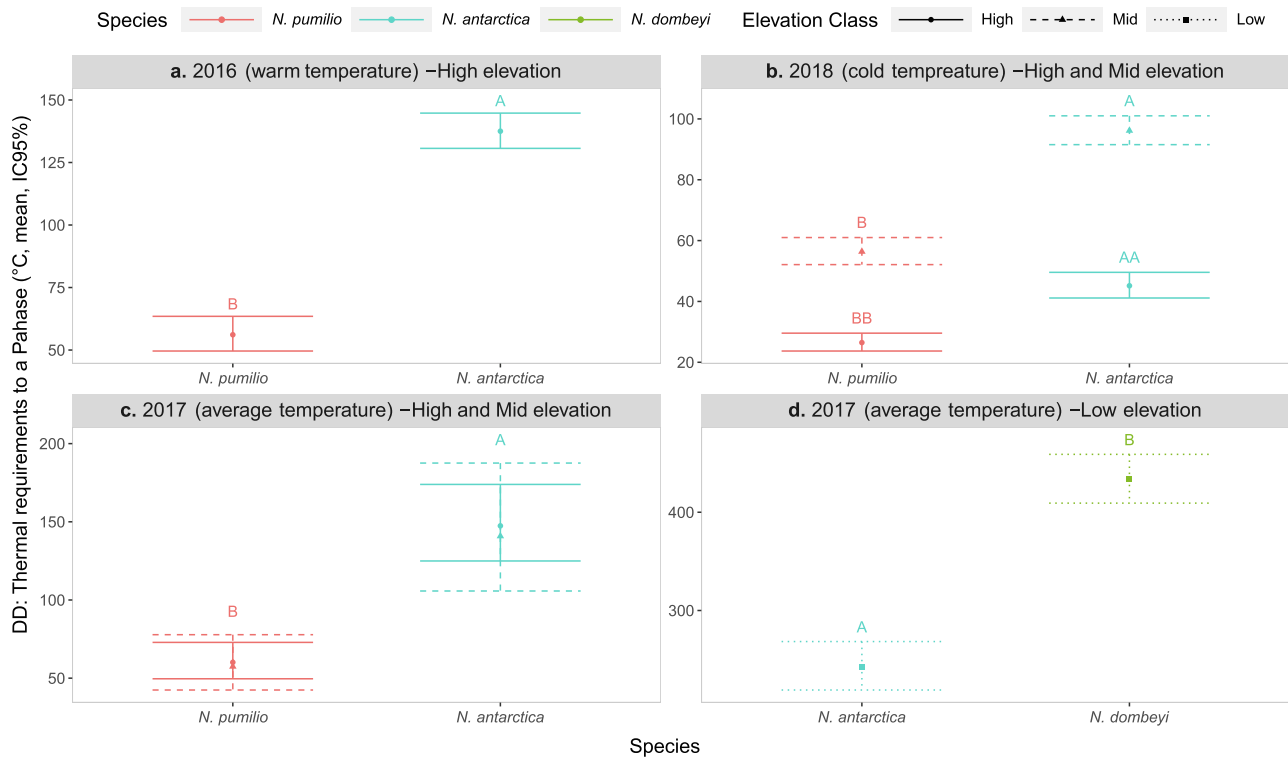 Species N. pumilio N. antarctica N. dombeyi Elevation Class High Mid Low
a. 2016 (warm temperature) −High elevation
b. 2018 (cold tempreature) −High and Mid elevation
DD: Thermal requirements to a Pahase (°C, mean, IC95%)
150
125
100
75
50
A
B
N. pumilio N. antarctica
100
80
60
40
20
A
B
AA
BB
N. pumilio N. antarctica
c. 2017 (average temperature) −High and Mid elevation
d. 2017 (average temperature) −Low elevation
200
150
100
50
A
B
N. pumilio N. antarctica
400
300
B
A
N. antarctica N. dombeyi
Species